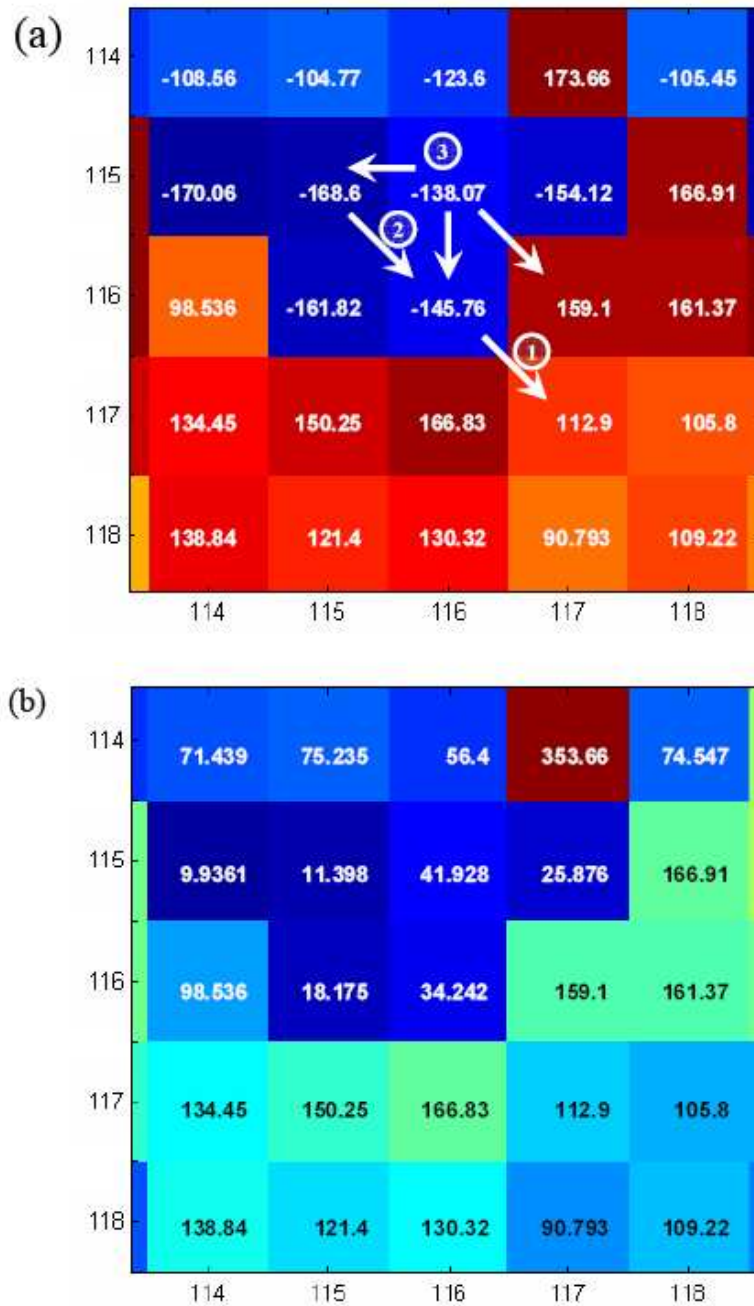 (a)
114 -108.56 -104.77 -123.6 173.66 -105.45
③
115 -170.06 -168.6 -138.07 -154.12 166.91
②
116 98.536 -161.82 -145.76 159.1 161.37
①
117 134.45 150.25 166.83 112.9 105.8
118 138.84 121.4 130.32 90.793 109.22
114 115 116 117 118
(b)
114 71.439 75.235 56.4 353.66 74.547
115 9.9361 11.398 41.928 25.876 166.91
116 98.536 18.175 34.242 159.1 161.37
117 134.45 150.25 166.83 112.9 105.8
118 138.84 121.4 130.32 90.793 109.22
114 115 116 117 118